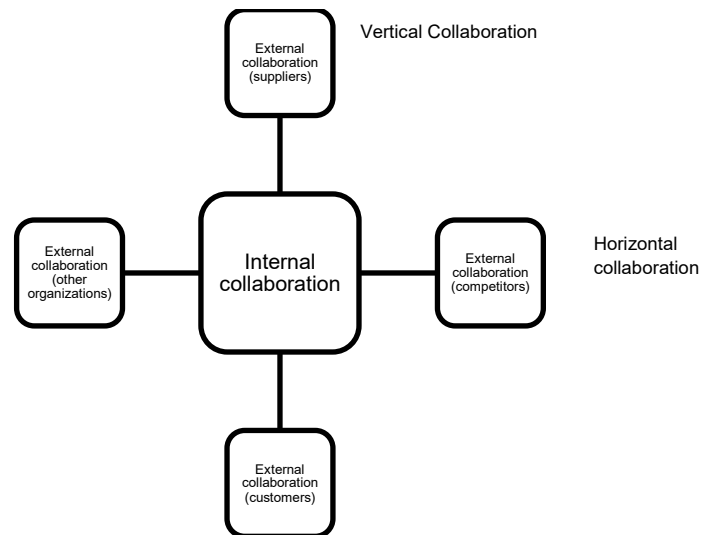 Vertical Collaboration
External
collaboration
(suppliers)
External
collaboration
(other
organizations)
Internal
collaboration
External
collaboration
(competitors)
Horizontal
collaboration
External
collaboration
(customers)